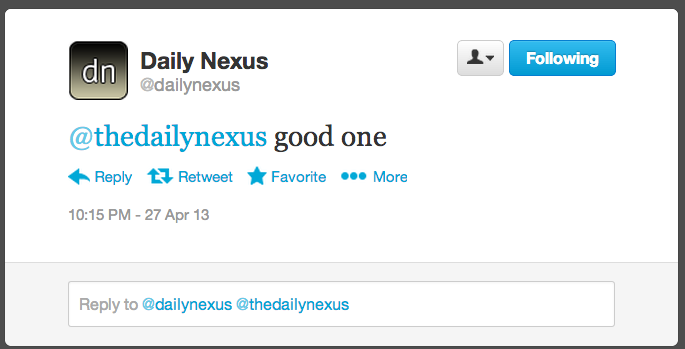 dn
Daily Nexus
@dailynexus
Following
@thedailynexus good one
Reply Retweet Favorite More
10:15 PM - 27 Apr 13
Reply to @dailynexus @thedailynexus